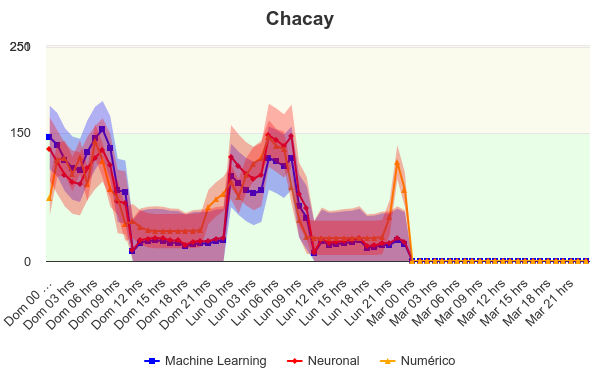 Chacay
250
150
0
Dom 00 ...
Dom 03 hrs
Dom 06 hrs
Dom 09 hrs
Dom 12 hrs
Dom 15 hrs
Dom 18 hrs
Dom 21 hrs
Lun 00 hrs
Lun 03 hrs
Lun 06 hrs
Lun 09 hrs
Lun 12 hrs
Lun 15 hrs
Lun 18 hrs
Lun 21 hrs
Mar 00 hrs
Mar 03 hrs
Mar 06 hrs
Mar 09 hrs
Mar 12 hrs
Mar 15 hrs
Mar 18 hrs
Mar 21 hrs
Machine Learning Neuronal Numérico